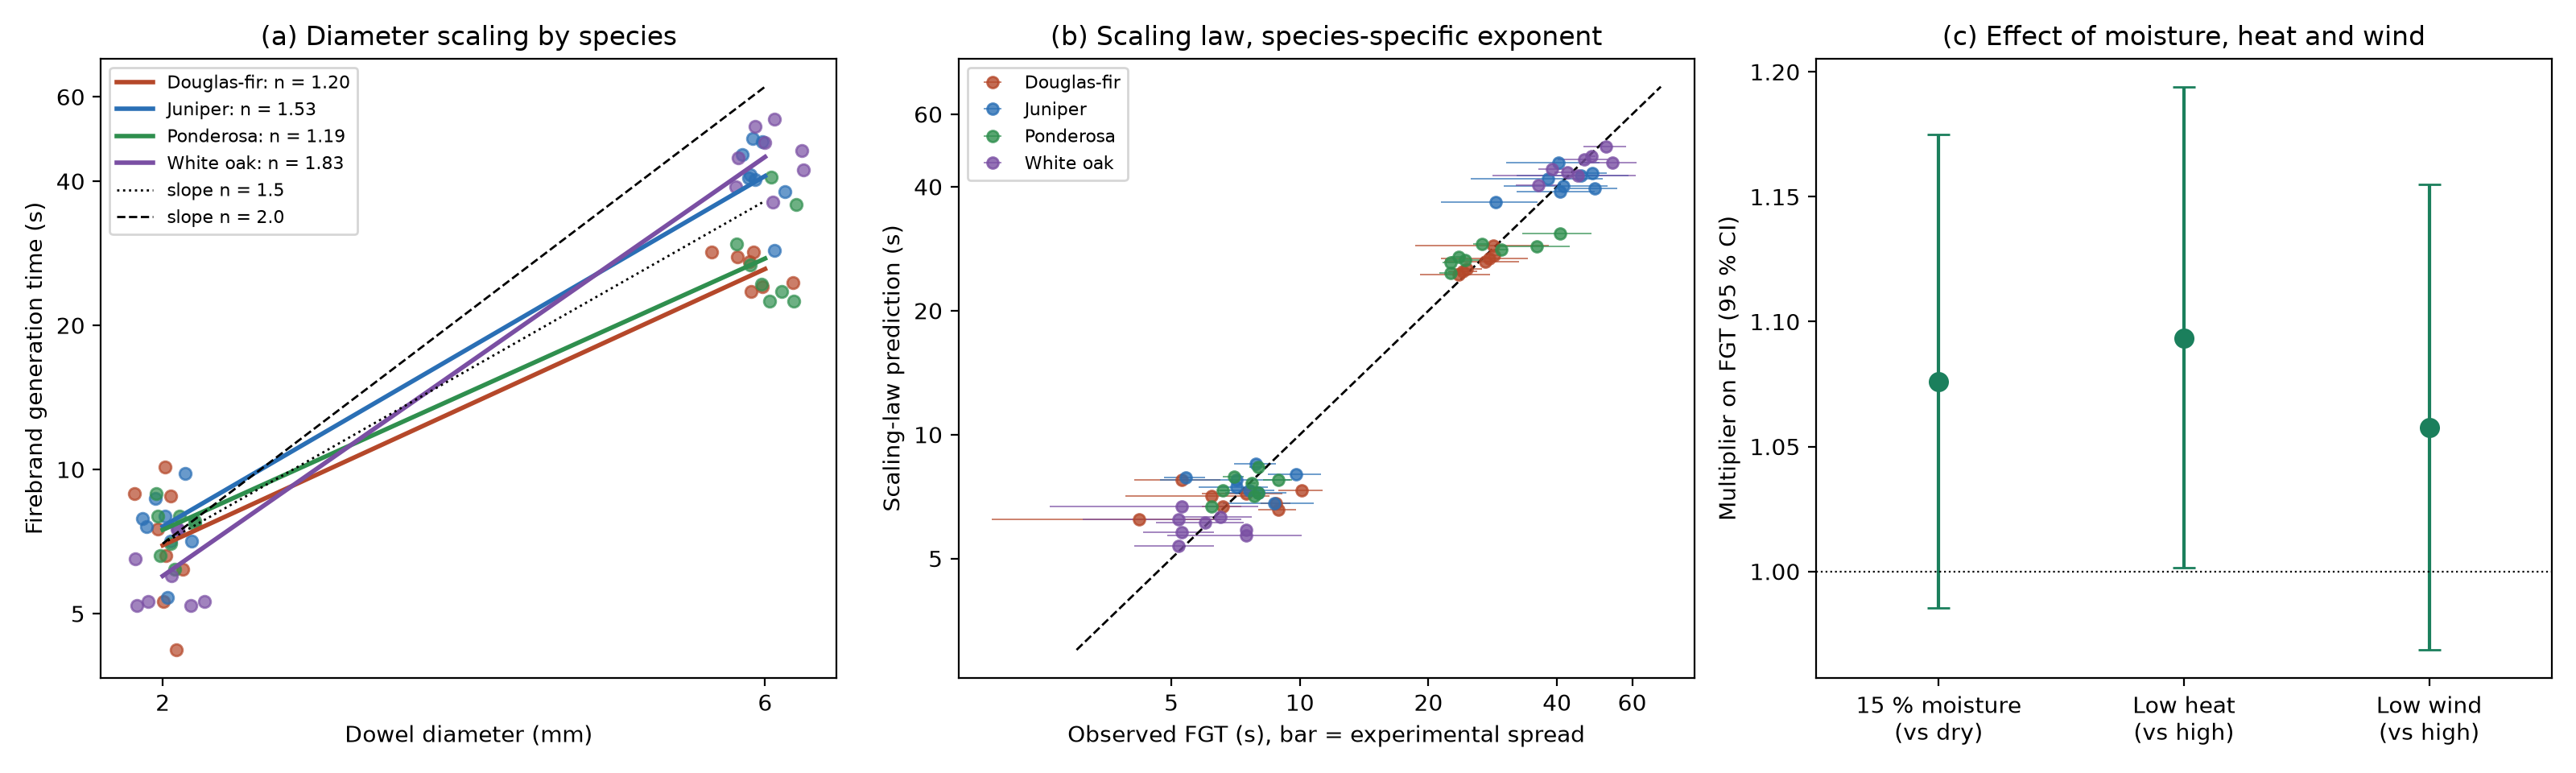 (a) Diameter scaling by species
Firebrand generation time (s)
60
40
20
10
5
Douglas-fir: n = 1.20
Juniper: n = 1.53
Ponderosa: n = 1.19
White oak: n = 1.83
slope n = 1.5
slope n = 2.0
2
6
Dowel diameter (mm)
(b) Scaling law, species-specific exponent
Scaling-law prediction (s)
60
40
20
10
5
Douglas-fir
Juniper
Ponderosa
White oak
5
10
20
40
60
Observed FGT (s), bar = experimental spread
(c) Effect of moisture, heat and wind
Multiplier on FGT (95 % CI)
1.20
1.15
1.10
1.05
1.00
15 % moisture
(vs dry)
Low heat
(vs high)
Low wind
(vs high)